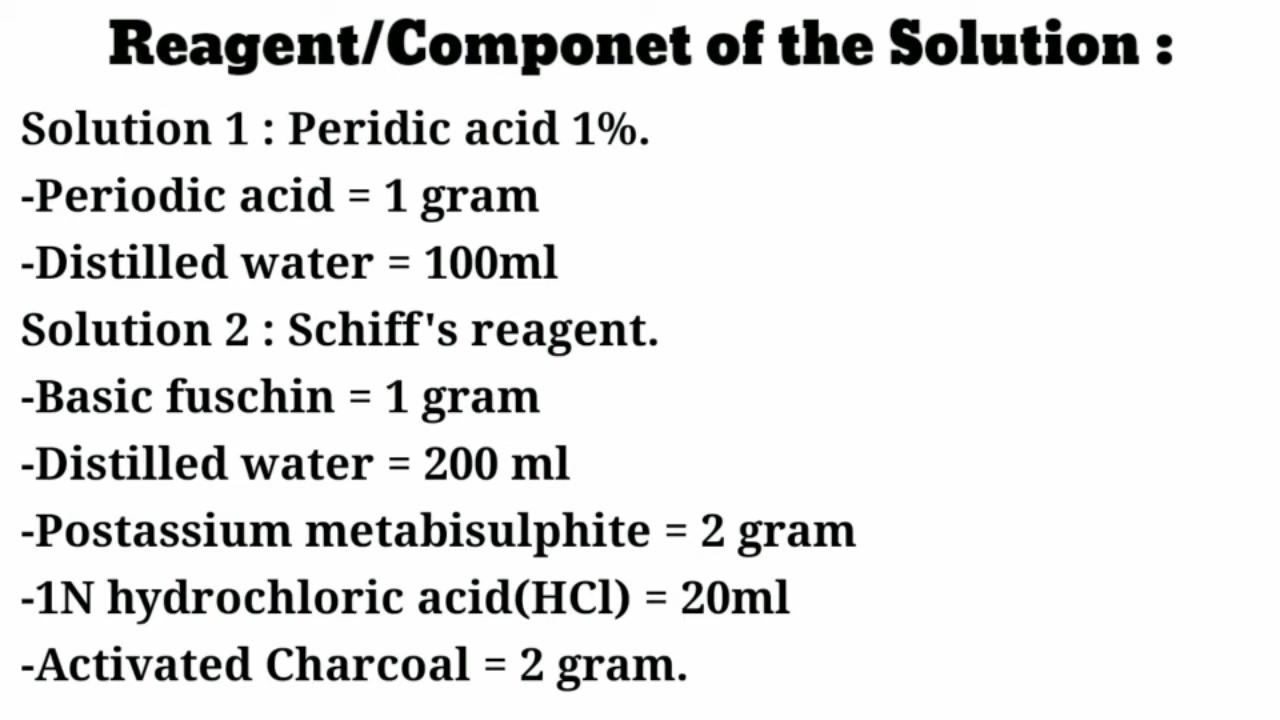 Reagent/Componet of the Solution :
Solution 1 : Peridic acid 1%.
-Periodic acid = 1 gram
-Distilled water = 100ml
Solution 2 : Schiff's reagent.
-Basic fuschin = 1 gram
-Distilled water = 200 ml
-Postassium metabisulphite = 2 gram
-1N hydrochloric acid(HCl) = 20ml
-Activated Charcoal = 2 gram.